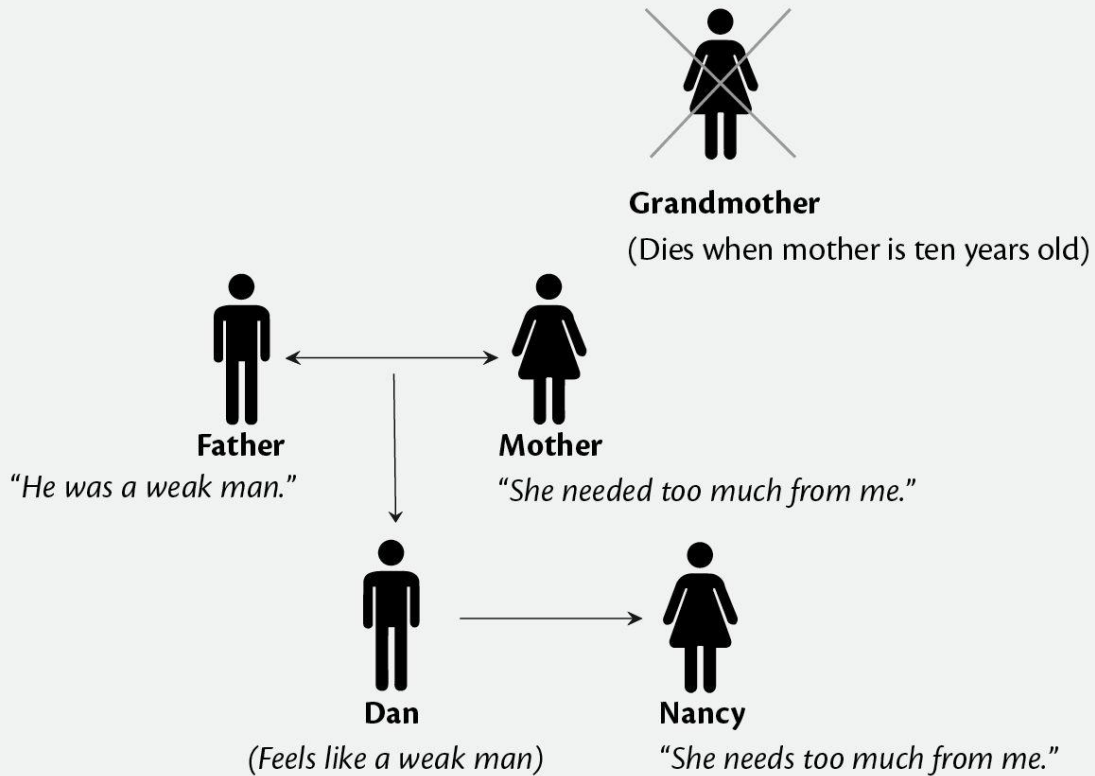 Grandmother
(Dies when mother is ten years old)
Father
“He was a weak man.”
Mother
“She needed too much from me.”
Dan
(Feels like a weak man)
Nancy
“She needs too much from me.”